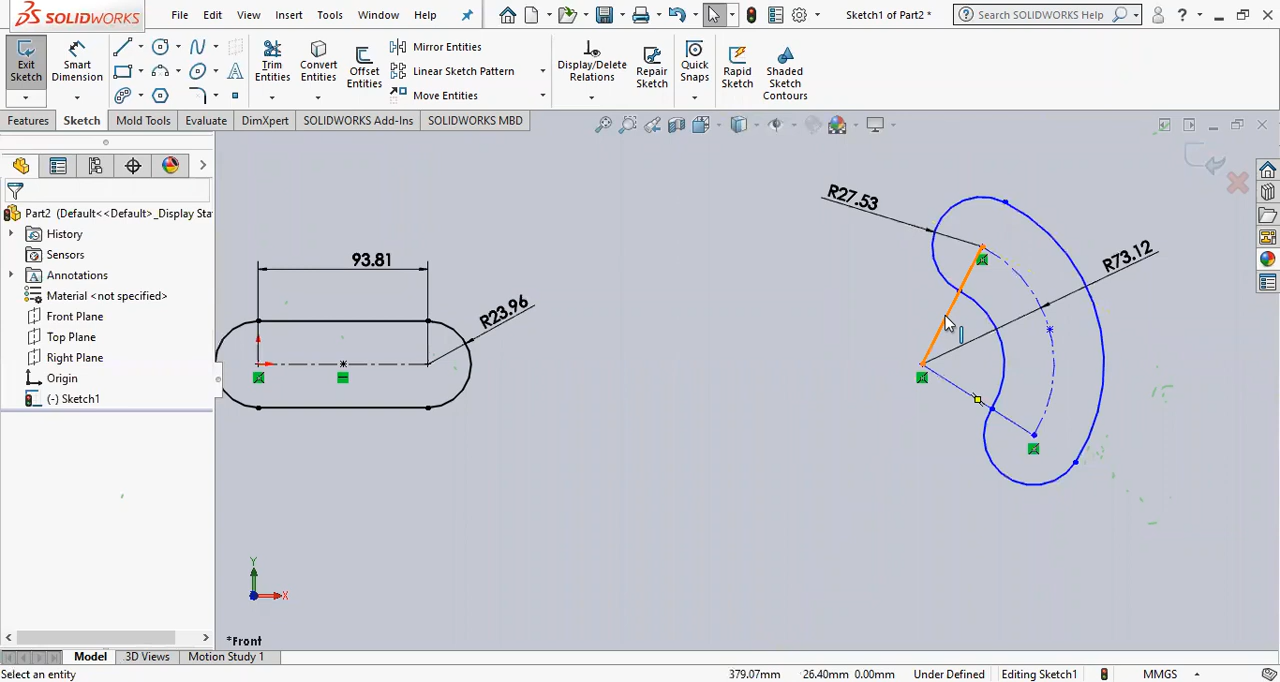 SOLIDWORKS
File Edit View Insert Tools Window Help
Sketch1 of Part2 *
Search SOLIDWORKS Help
Exit Sketch
Smart Dimension
Trim Entities
Convert Entities
Offset Entities
Mirror Entities
Linear Sketch Pattern
Move Entities
Display/Delete Relations
Repair Sketch
Quick Snaps
Rapid Sketch
Shaded Sketch Contours
Features Sketch Mold Tools Evaluate DimXpert SOLIDWORKS Add-Ins SOLIDWORKS MBD
Part2 (Default<<Default>_Display Sta
History
Sensors
Annotations
Material <not specified>
Front Plane
Top Plane
Right Plane
Origin
(-) Sketch1
93.81
R23.96
R27.53
R73.12
Y
X
*Front
Model 3D Views Motion Study 1
Select an entity 379.07mm 26.40mm 0.00mm Under Defined Editing Sketch1 MMGS